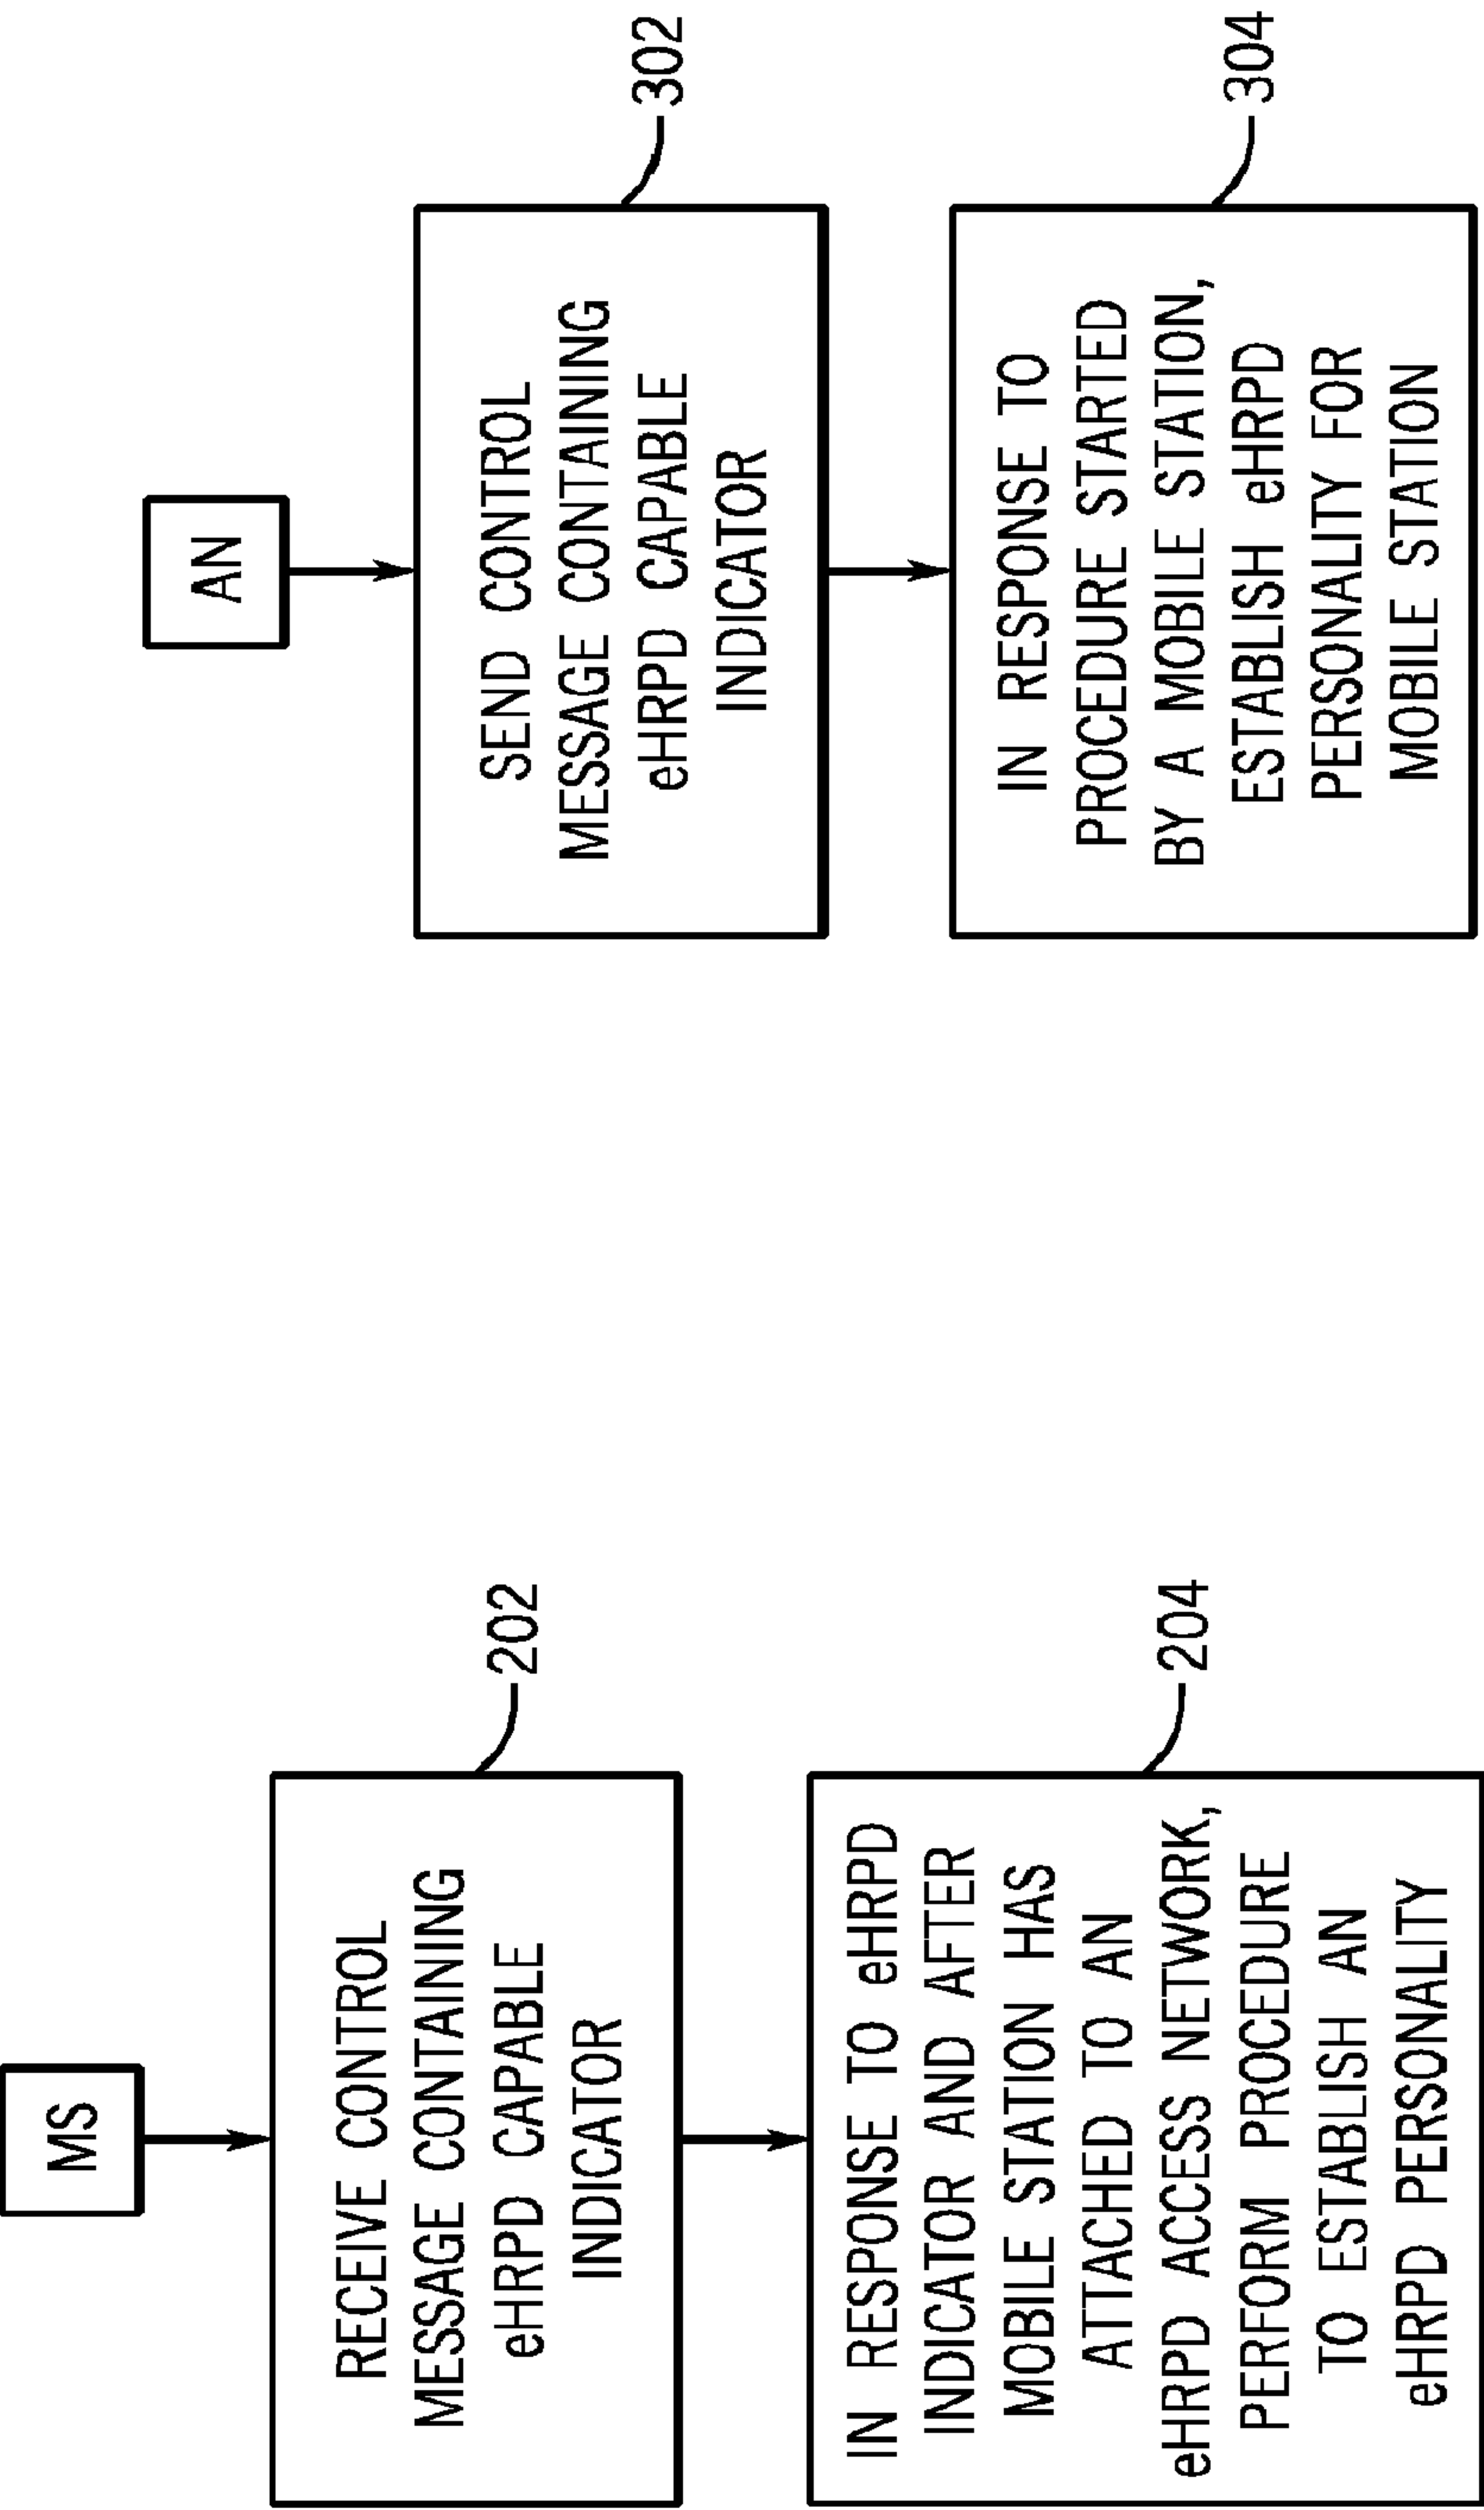 MS
RECEIVE CONTROL
MESSAGE CONTAINING
eHRPD CAPABLE
INDICATOR
202
IN RESPONSE TO eHRPD
INDICATOR AND AFTER
MOBILE STATION HAS
ATTACHED TO AN
eHRPD ACCESS NETWORK,
PERFORM PROCEDURE
TO ESTABLISH AN
eHRPD PERSONALITY
204
AN
SEND CONTROL
MESSAGE CONTAINING
eHRPD CAPABLE
INDICATOR
302
IN RESPONSE TO
PROCEDURE STARTED
BY A MOBILE STATION,
ESTABLISH eHRPD
PERSONALITY FOR
MOBILE STATION
304